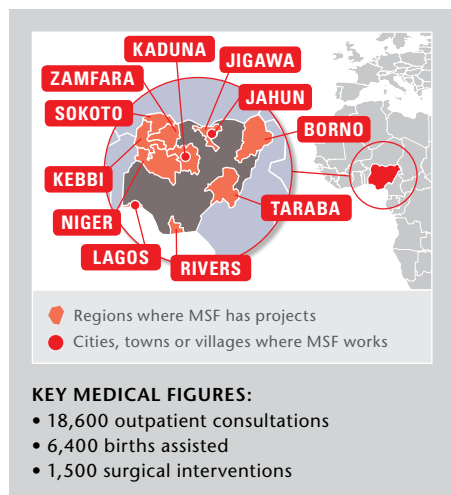 KADUNA
JIGAWA
ZAMFARA
JAHUN
SOKOTO
BORNO
KEBBI
TARABA
NIGER
LAGOS
RIVERS
Regions where MSF has projects
Cities, towns or villages where MSF works
KEY MEDICAL FIGURES:
• 18,600 outpatient consultations
• 6,400 births assisted
• 1,500 surgical interventions